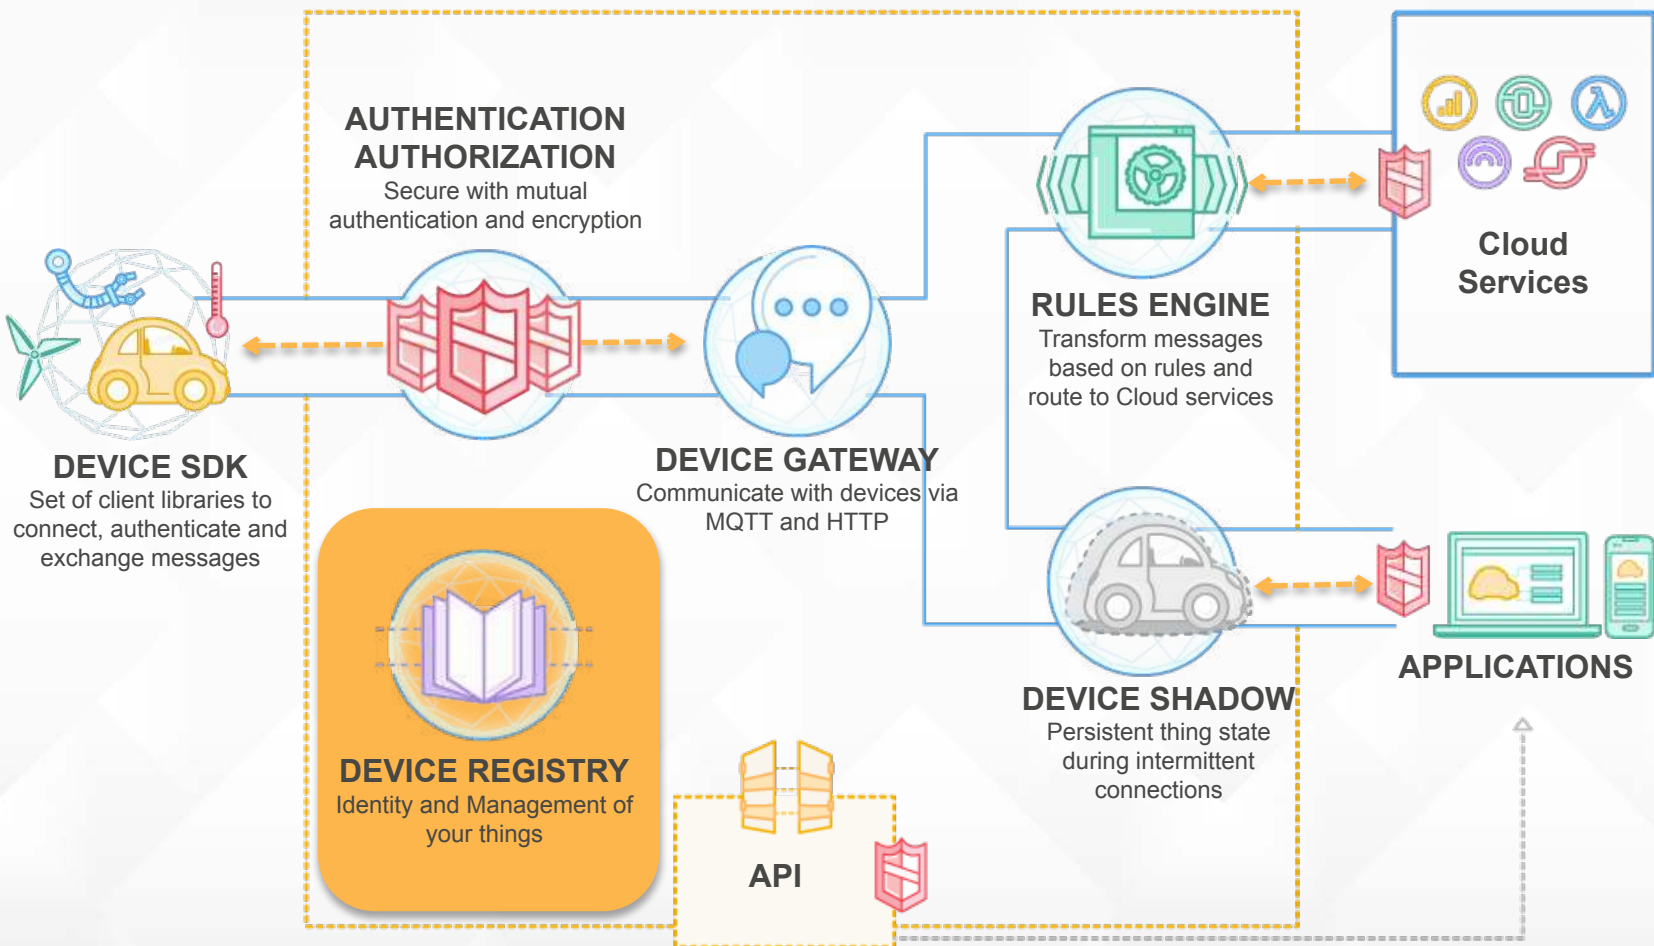 AUTHENTICATION
AUTHORIZATION
Secure with mutual
authentication and encryption
DEVICE SDK
Set of client libraries to
connect, authenticate and
exchange messages
DEVICE GATEWAY
Communicate with devices via
MQTT and HTTP
RULES ENGINE
Transform messages
based on rules and
route to Cloud services
Cloud
Services
DEVICE REGISTRY
Identity and Management of
your things
DEVICE SHADOW
Persistent thing state
during intermittent
connections
APPLICATIONS
API